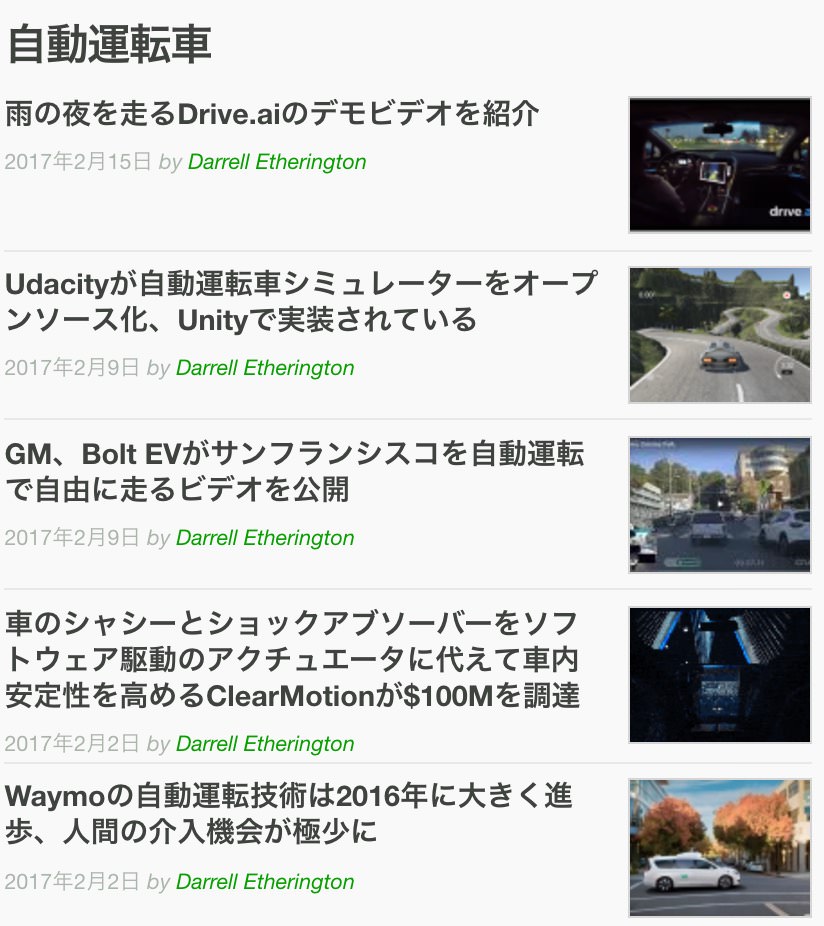 自動運転車
雨の夜を走るDrive.aiのデモビデオを紹介
2017年2月15日 by Darrell Etherington
drive.a
Udacityが自動運転車シミュレーターをオープ
ンソース化、Unityで実装されている
2017年2月9日 by Darrell Etherington
GM、Bolt EVがサンフランシスコを自動運転
で自由に走るビデオを公開
2017年2月9日 by Darrell Etherington
車のシャシーとショックアブソーバーをソフ
トウェア駆動のアクチュエータに代えて車内
安定性を高めるClearMotionが$100Mを調達
2017年2月2日 by Darrell Etherington
Waymoの自動運転技術は2016年に大きく進
歩、人間の介入機会が極少に
2017年2月2日 by Darrell Etherington